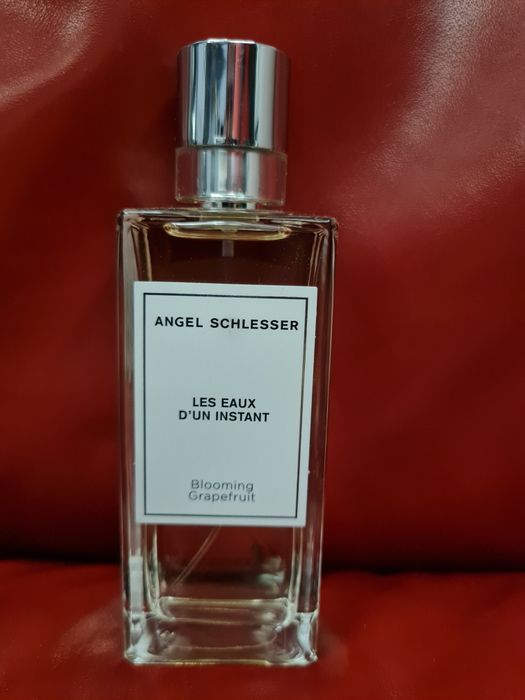 ANGEL SCHLESSER
LES EAUX
D'UN INSTANT
Blooming
Grapefruit